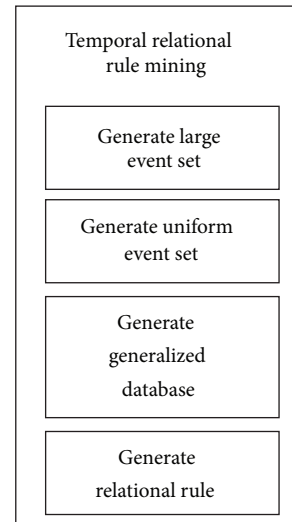 Temporal relational
rule mining
Generate large
event set
Generate uniform
event set
Generate
generalized
database
Generate
relational rule